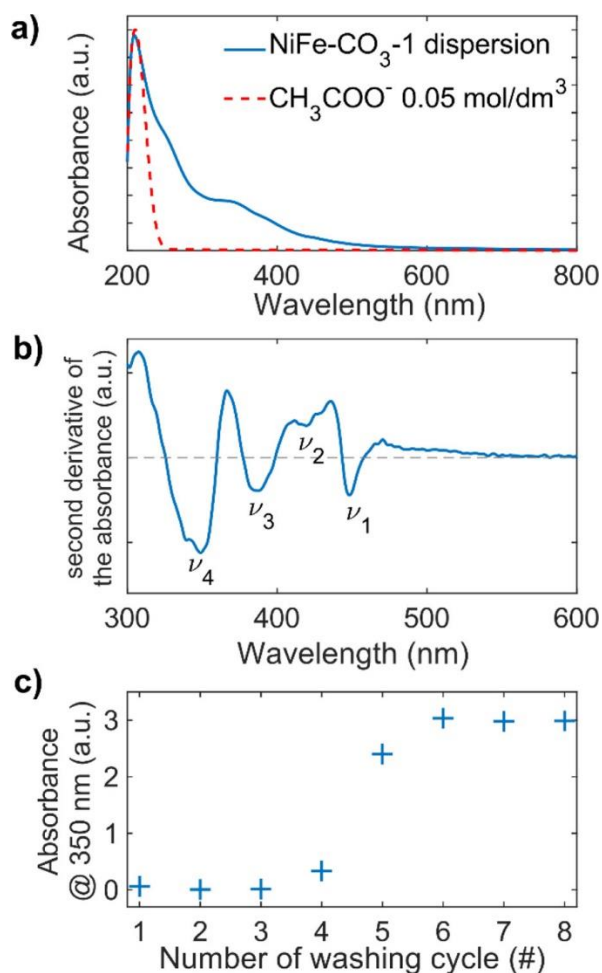 a)
Absorbance (a.u.)
NiFe-CO₃-1 dispersion
CH₃COO⁻ 0.05 mol/dm³
200 400 600 800
Wavelength (nm)
b)
second derivative of
the absorbance (a.u.)
ν₄
ν₃
ν₂
ν₁
300 400 500 600
Wavelength (nm)
c)
Absorbance
@ 350 nm (a.u.)
3
2
1
0
1 2 3 4 5 6 7 8
Number of washing cycle (#)